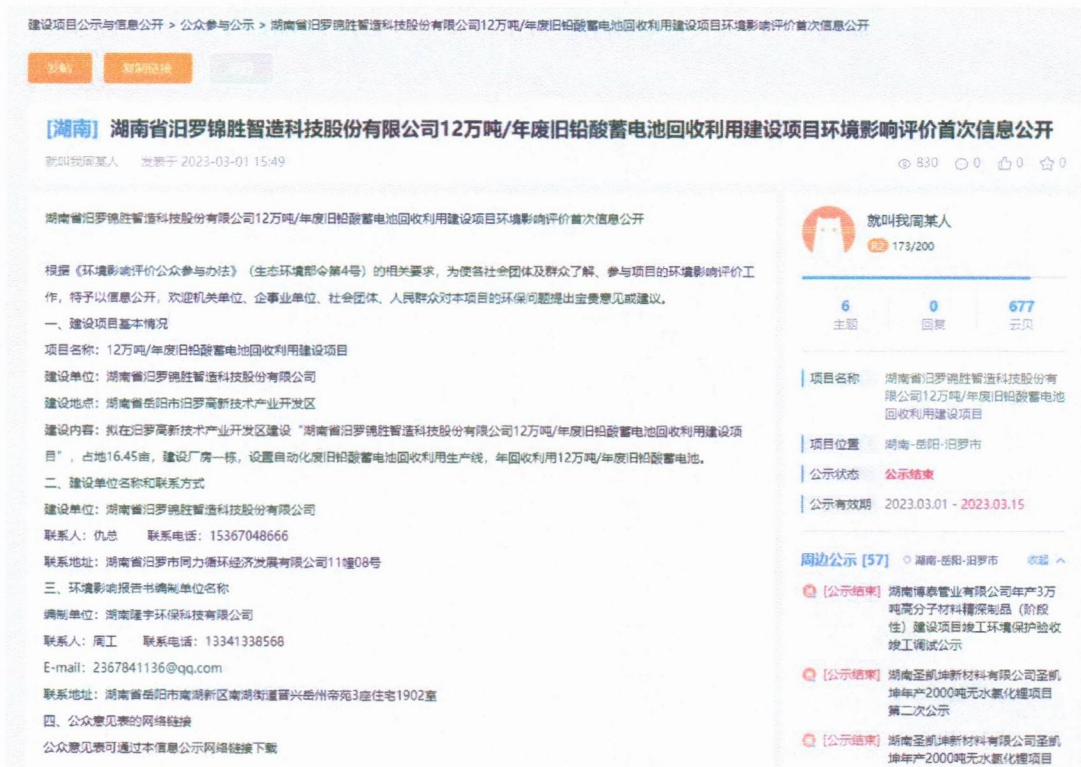 建设项目公示与信息公开 > 公众参与公示 > 湖南省汨罗锦胜智造科技股份有限公司12万吨/年废旧铅酸蓄电池回收利用建设项目环境影响评价首次信息公开
发帖 复制链接
[湖南] 湖南省汨罗锦胜智造科技股份有限公司12万吨/年废旧铅酸蓄电池回收利用建设项目环境影响评价首次信息公开
就叫我周某人 发表于 2023-03-01 15:49
830 0 0 0
湖南省汨罗锦胜智造科技股份有限公司12万吨/年废旧铅酸蓄电池回收利用建设项目环境影响评价首次信息公开
根据《环境影响评价公众参与办法》（生态环境部令第4号）的相关要求，为使各社会团体及群众了解、参与项目的环境影响评价工
作，特予以信息公开，欢迎机关单位、企事业单位、社会团体、人民群众对本项目的环保问题提出宝贵意见或建议。
一、建设项目基本情况
项目名称：12万吨/年废旧铅酸蓄电池回收利用建设项目
建设单位：湖南省汨罗锦胜智造科技股份有限公司
建设地点：湖南省岳阳市汨罗高新技术产业开发区
建设内容：拟在汨罗高新技术产业开发区建设“湖南省汨罗锦胜智造科技股份有限公司12万吨/年废旧铅酸蓄电池回收利用建设项
目”，占地16.45亩，建设厂房一栋，设置自动化废旧铅酸蓄电池回收利用生产线，年回收利用12万吨/年废旧铅酸蓄电池。
二、建设单位名称和联系方式
建设单位：湖南省汨罗锦胜智造科技股份有限公司
联系人：仇总 联系电话：15367048666
联系地址：湖南省汨罗市同力循环经济发展有限公司11幢08号
三、环境影响报告书编制单位名称
编制单位：湖南隆宇环保科技有限公司
联系人：周工 联系电话：13341338568
E-mail：2367841136@qq.com
联系地址：湖南省岳阳市南湖新区南湖街道晋兴岳州帝苑3座住宅1902室
四、公众意见表的网络链接
公众意见表可通过本信息公示网络链接下载
就叫我周某人
R2 173/200
6 0 677
主题 回复 云贝
项目名称 湖南省汨罗锦胜智造科技股份有
限公司12万吨/年废旧铅酸蓄电池
回收利用建设项目
项目位置 湖南-岳阳-汨罗市
公示状态 公示结束
公示有效期 2023.03.01 - 2023.03.15
周边公示 [57] 湖南-岳阳-汨罗市 收起
[公示结束] 湖南博泰管业有限公司年产3万
吨高分子材料精深制品（阶段
性）建设项目竣工环境保护验收
竣工调试公示
[公示结束] 湖南圣凯坤新材料有限公司圣凯
坤年产2000吨无水氯化锂项目
第二次公示
[公示结束] 湖南圣凯坤新材料有限公司圣凯
坤年产2000吨无水氯化锂项目